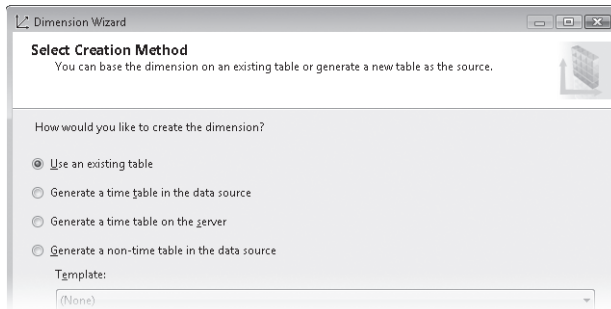 Dimension Wizard
Select Creation Method
You can base the dimension on an existing table or generate a new table as the source.
How would you like to create the dimension?
Use an existing table
Generate a time table in the data source
Generate a time table on the server
Generate a non-time table in the data source
Template:
(None)